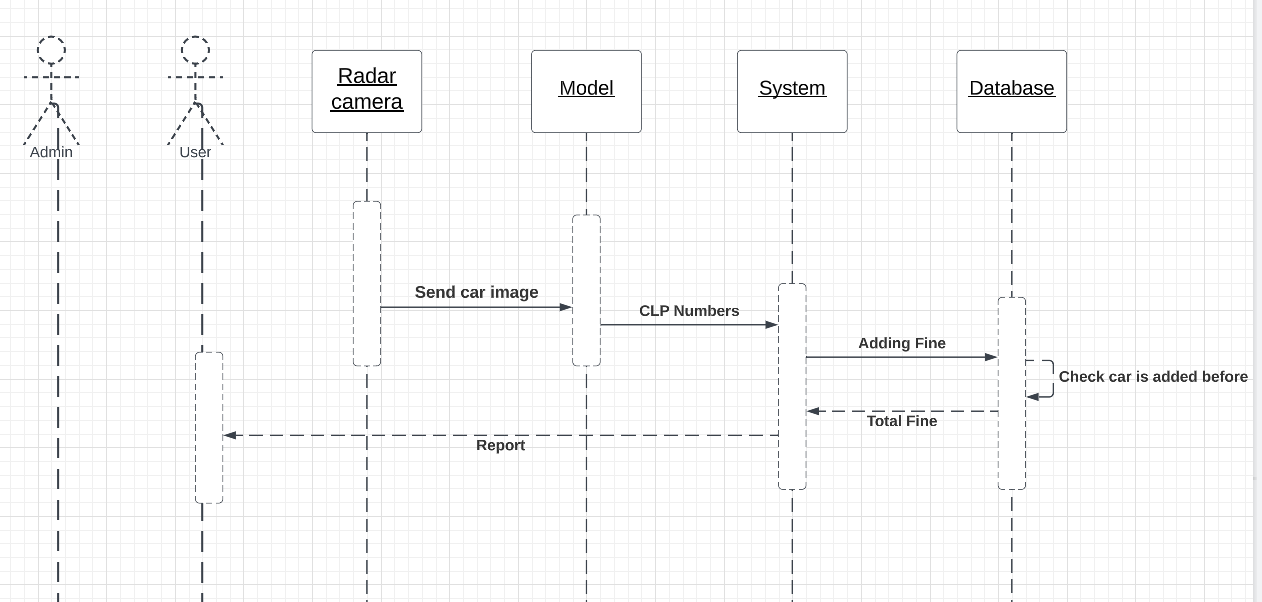 Admin
User
Radar
camera
Model
System
Database
Send car image
CLP Numbers
Adding Fine
Check car is added before
Total Fine
Report